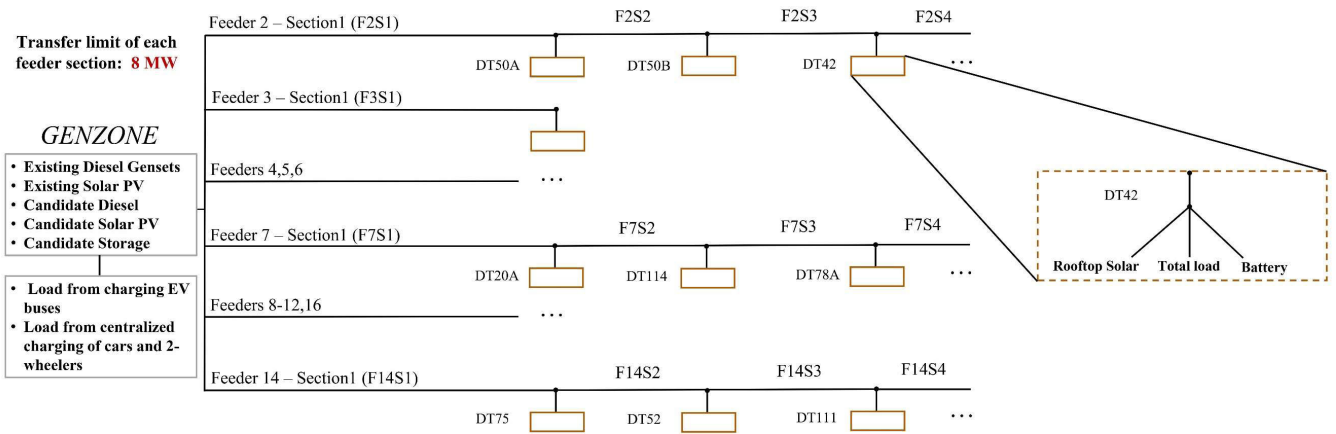 Transfer limit of each
feeder section: 8 MW
GENZONE
• Existing Diesel Gensets
• Existing Solar PV
• Candidate Diesel
• Candidate Solar PV
• Candidate Storage
• Load from charging EV
buses
• Load from centralized
charging of cars and 2-
wheelers
Feeder 2 – Section1 (F2S1)
F2S2
F2S3
F2S4
DT50A
DT50B
DT42
...
Feeder 3 – Section1 (F3S1)
Feeders 4,5,6
...
Feeder 7 – Section1 (F7S1)
F7S2
F7S3
F7S4
DT20A
DT114
DT78A
...
Feeders 8-12,16
...
Feeder 14 – Section1 (F14S1)
F14S2
F14S3
F14S4
DT75
DT52
DT111
...
DT42
Rooftop Solar
Total load
Battery